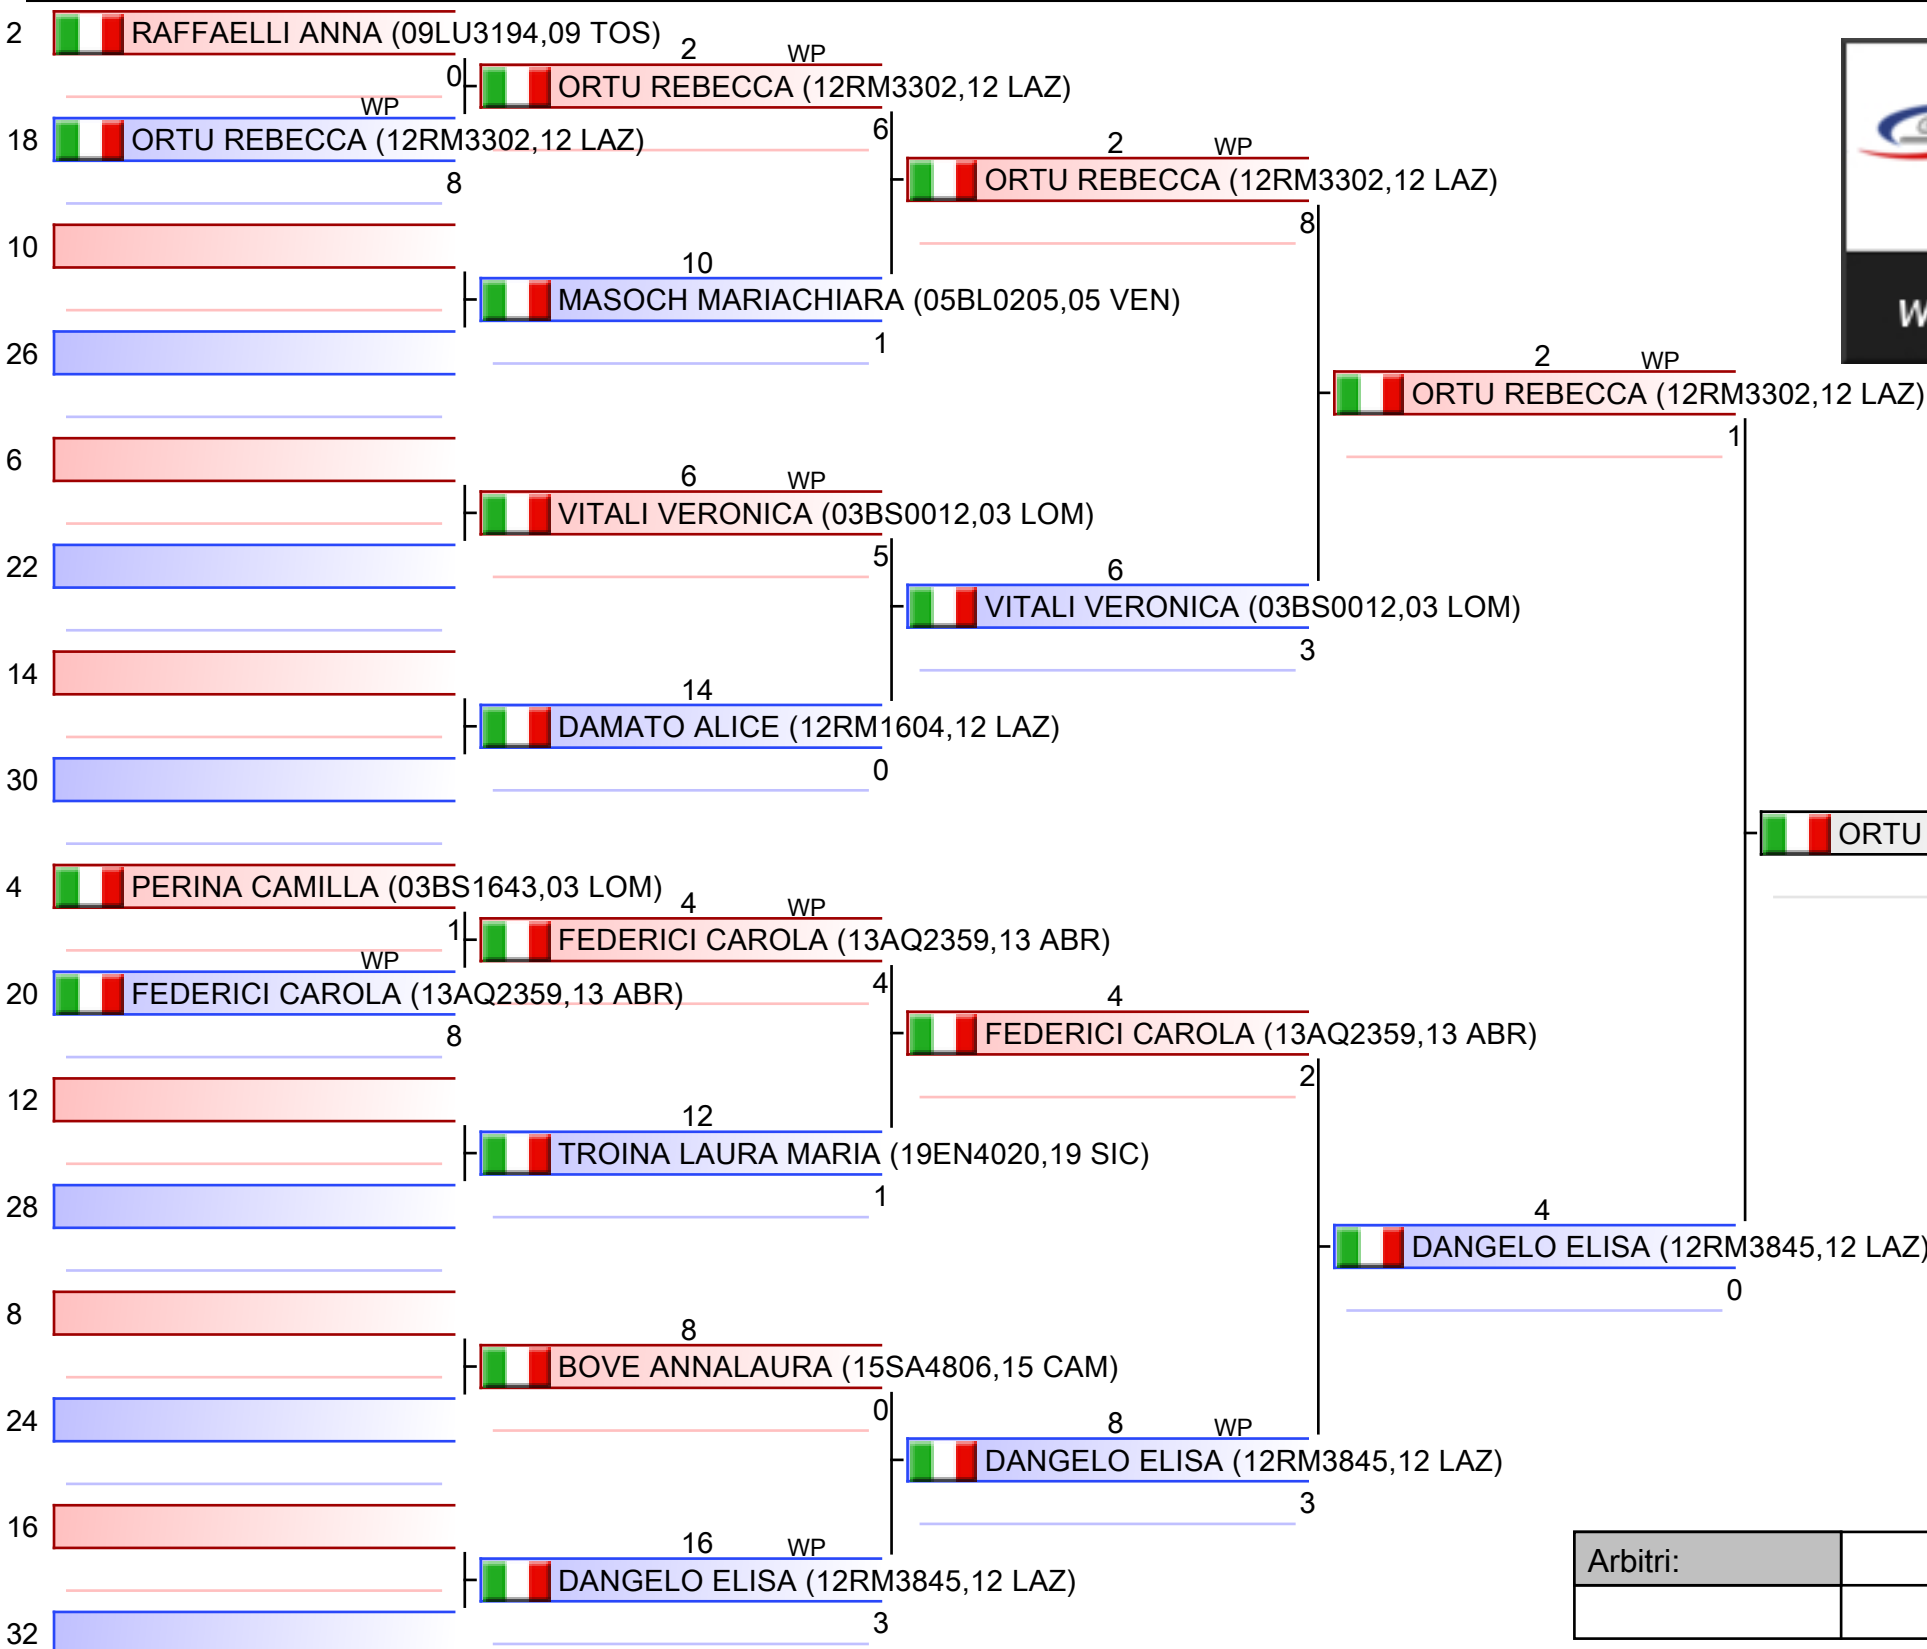 2 RAFFAELLI ANNA (09LU3194,09 TOS)
0
2 WP
ORTU REBECCA (12RM3302,12 LAZ)
6
WP
18 ORTU REBECCA (12RM3302,12 LAZ)
8
2 WP
ORTU REBECCA (12RM3302,12 LAZ)
8
10
10
MASOCH MARIACHIARA (05BL0205,05 VEN)
1
26
2 WP
ORTU REBECCA (12RM3302,12 LAZ)
1
6
6 WP
VITALI VERONICA (03BS0012,03 LOM)
5
22
6
VITALI VERONICA (03BS0012,03 LOM)
3
14
14
DAMATO ALICE (12RM1604,12 LAZ)
0
30
ORTU
4 PERINA CAMILLA (03BS1643,03 LOM)
1
4 WP
FEDERICI CAROLA (13AQ2359,13 ABR)
4
WP
20 FEDERICI CAROLA (13AQ2359,13 ABR)
8
4
FEDERICI CAROLA (13AQ2359,13 ABR)
2
12
12
TROINA LAURA MARIA (19EN4020,19 SIC)
1
28
4
DANGELO ELISA (12RM3845,12 LAZ)
0
8
8
BOVE ANNALAURA (15SA4806,15 CAM)
0
24
8 WP
DANGELO ELISA (12RM3845,12 LAZ)
3
16
16 WP
DANGELO ELISA (12RM3845,12 LAZ)
3
32
Arbitri: